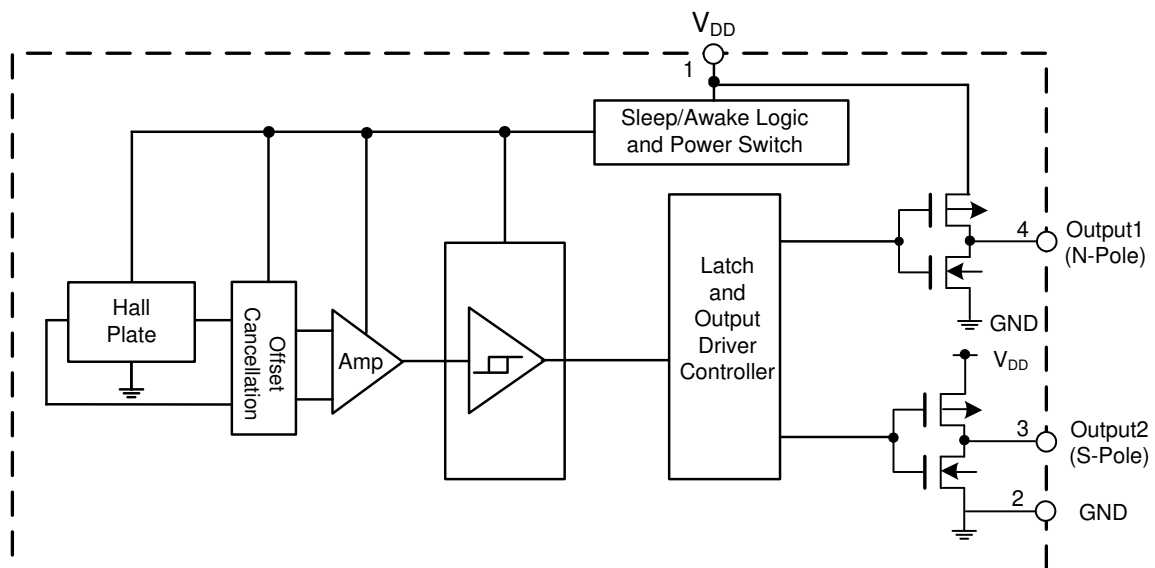 VDD
1
Sleep/Awake Logic
and Power Switch
4
Output1
(N-Pole)
Hall
Plate
Offset
Cancellation
Amp
Latch
and
Output
Driver
Controller
GND
VDD
3
Output2
(S-Pole)
2
GND